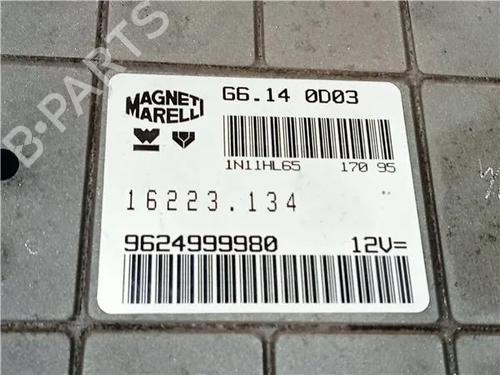 B-PARTS
MAGNETI
MARELLI
G6.14 0D03
1N11HL65 170 95
16223.134
9624999980 12V=